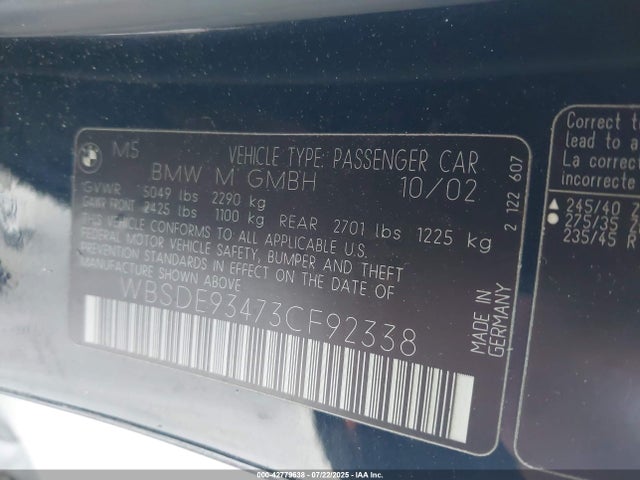 M5
VEHICLE TYPE: PASSENGER CAR
BMW M GMBH
10/02
GVWR 5049 lbs 2290 kg
GAWR FRONT 2425 lbs 1100 kg REAR 2701 lbs 1225 kg
THIS VEHICLE CONFORMS TO ALL APPLICABLE U.S.
FEDERAL MOTOR VEHICLE SAFETY, BUMPER AND THEFT
PREVENTION STANDARDS IN EFFECT ON THE DATE OF
MANUFACTURE SHOWN ABOVE
WBSDE93473CF92338
MADE IN
GERMANY
2 122 607
Correct
lead to a
La correct
incorrecte
245/40
275/35
235/45 R
000-42779638 - 07/22/2025 - IAA Inc.